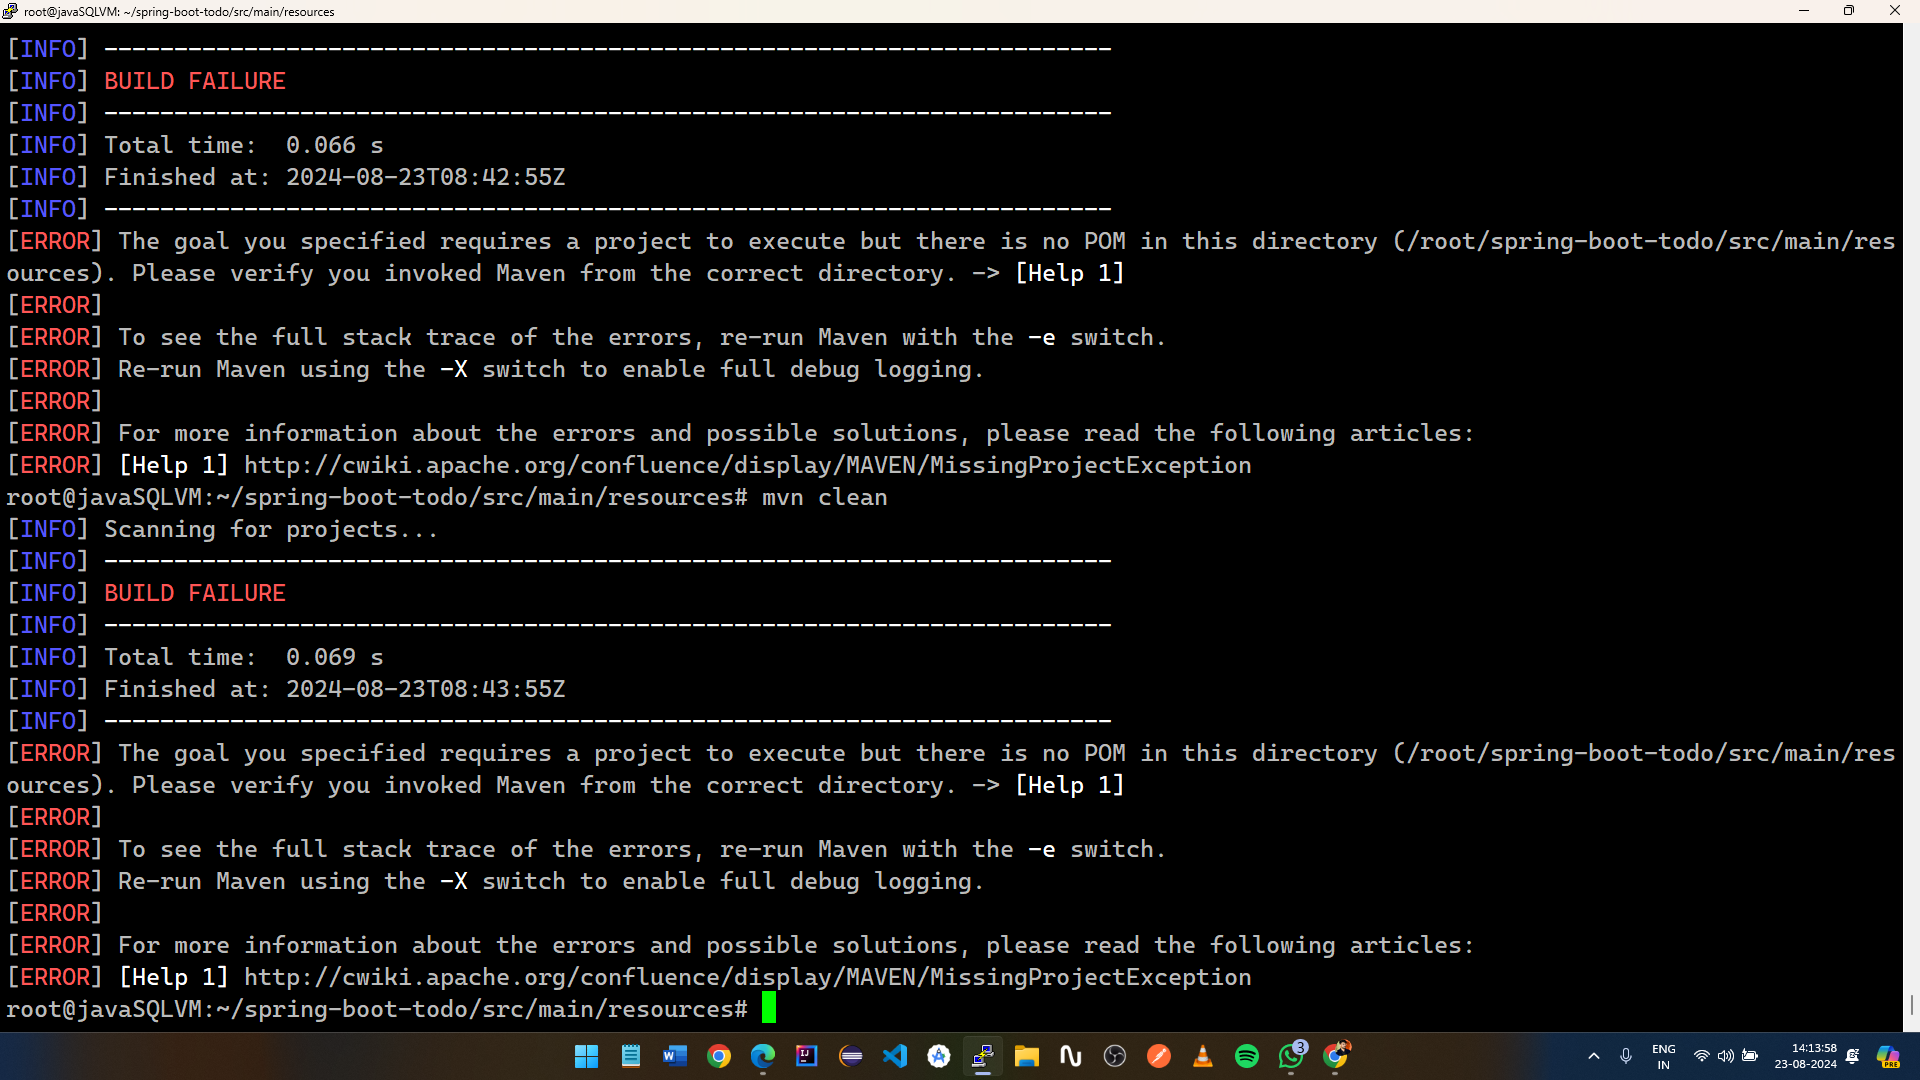 root@javaSQLVM: ~/spring-boot-todo/src/main/resources
[INFO] ------------------------------------------------------------------------
[INFO] BUILD FAILURE
[INFO] ------------------------------------------------------------------------
[INFO] Total time:  0.066 s
[INFO] Finished at: 2024-08-23T08:42:55Z
[INFO] ------------------------------------------------------------------------
[ERROR] The goal you specified requires a project to execute but there is no POM in this directory (/root/spring-boot-todo/src/main/res
ources). Please verify you invoked Maven from the correct directory. -> [Help 1]
[ERROR]
[ERROR] To see the full stack trace of the errors, re-run Maven with the -e switch.
[ERROR] Re-run Maven using the -X switch to enable full debug logging.
[ERROR]
[ERROR] For more information about the errors and possible solutions, please read the following articles:
[ERROR] [Help 1] http://cwiki.apache.org/confluence/display/MAVEN/MissingProjectException
root@javaSQLVM:~/spring-boot-todo/src/main/resources# mvn clean
[INFO] Scanning for projects...
[INFO] ------------------------------------------------------------------------
[INFO] BUILD FAILURE
[INFO] ------------------------------------------------------------------------
[INFO] Total time:  0.069 s
[INFO] Finished at: 2024-08-23T08:43:55Z
[INFO] ------------------------------------------------------------------------
[ERROR] The goal you specified requires a project to execute but there is no POM in this directory (/root/spring-boot-todo/src/main/res
ources). Please verify you invoked Maven from the correct directory. -> [Help 1]
[ERROR]
[ERROR] To see the full stack trace of the errors, re-run Maven with the -e switch.
[ERROR] Re-run Maven using the -X switch to enable full debug logging.
[ERROR]
[ERROR] For more information about the errors and possible solutions, please read the following articles:
[ERROR] [Help 1] http://cwiki.apache.org/confluence/display/MAVEN/MissingProjectException
root@javaSQLVM:~/spring-boot-todo/src/main/resources#
3
ENG
IN
14:13:58
23-08-2024
PRE